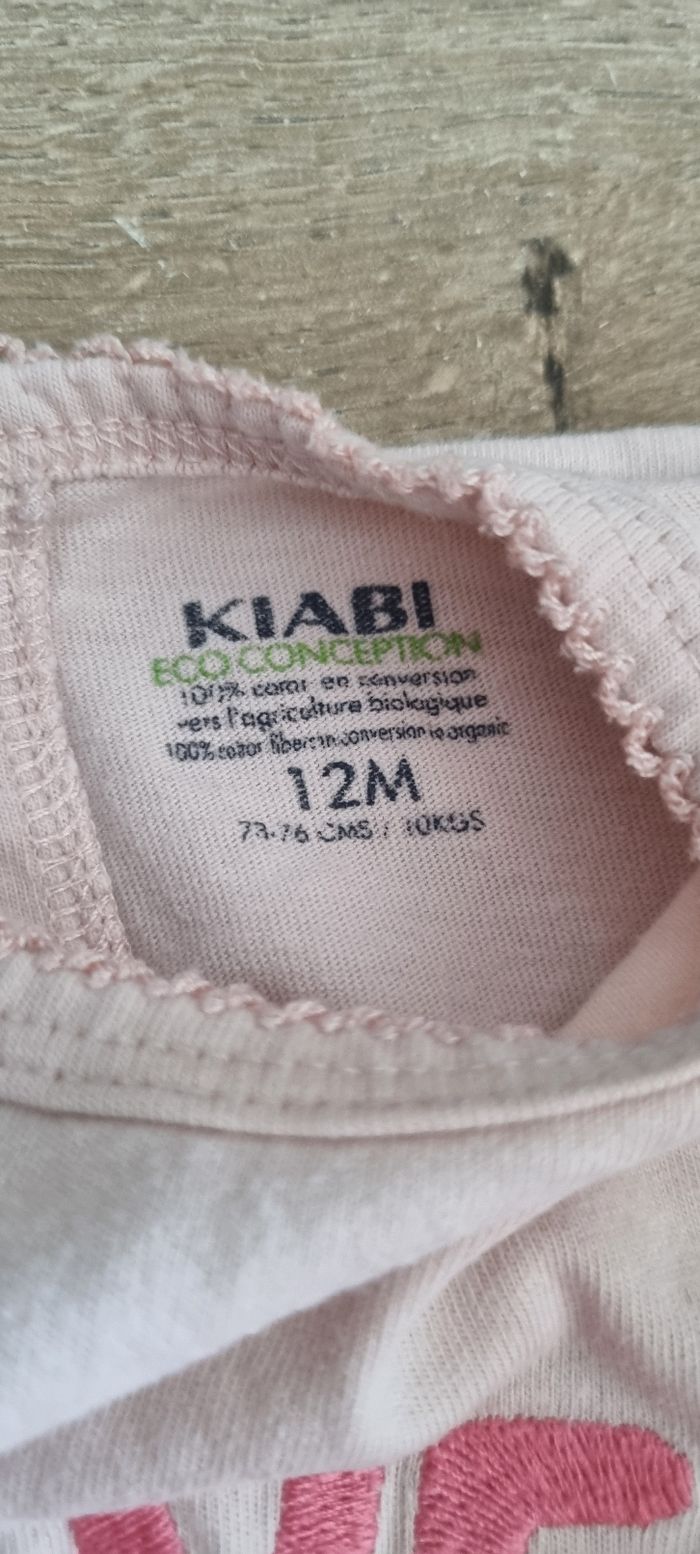 KIABI
ECO CONCEPTION
100% coton en conversion
vers l'agriculture biologique
100% cotton fibers in conversion to organic
12M
73-76 CMS / 10KGS